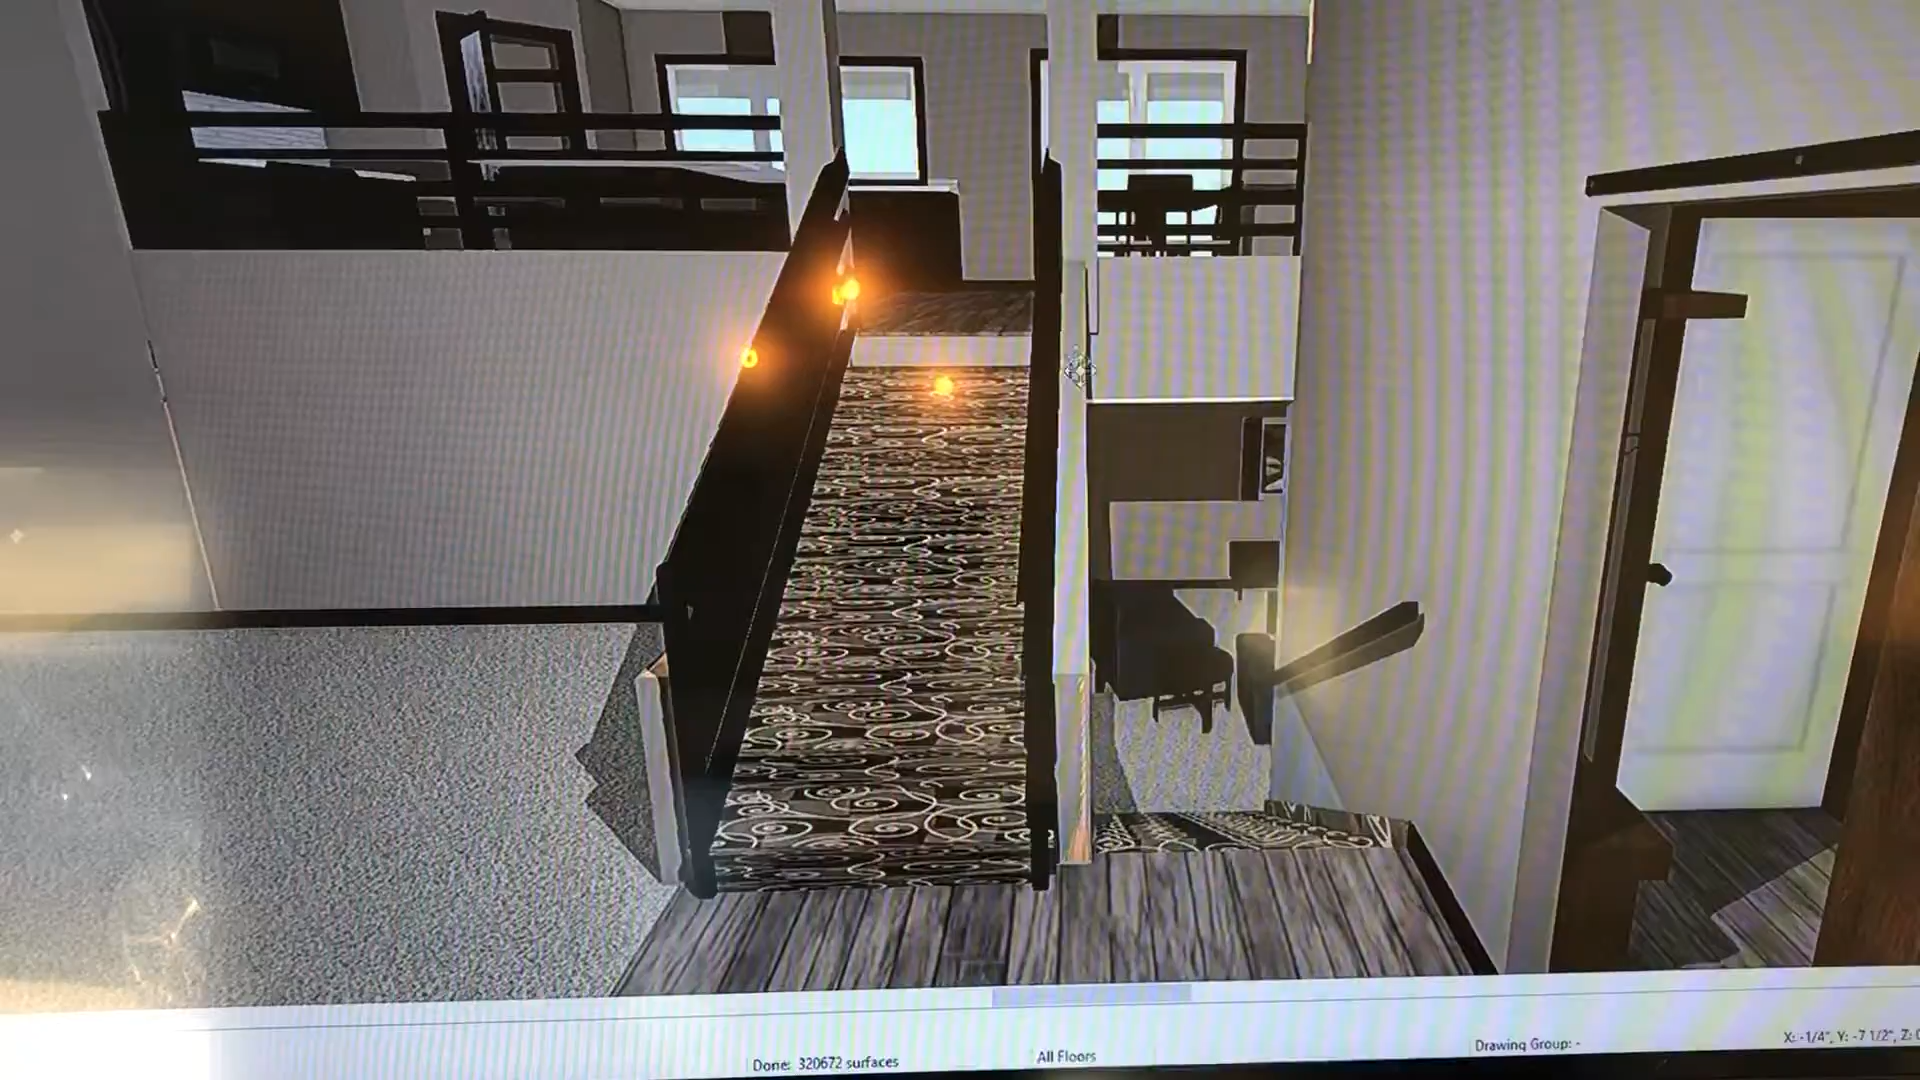 Done: 320672 surfaces
All Floors
Drawing Group: -
X: -1/4", Y: -7 1/2", Z: